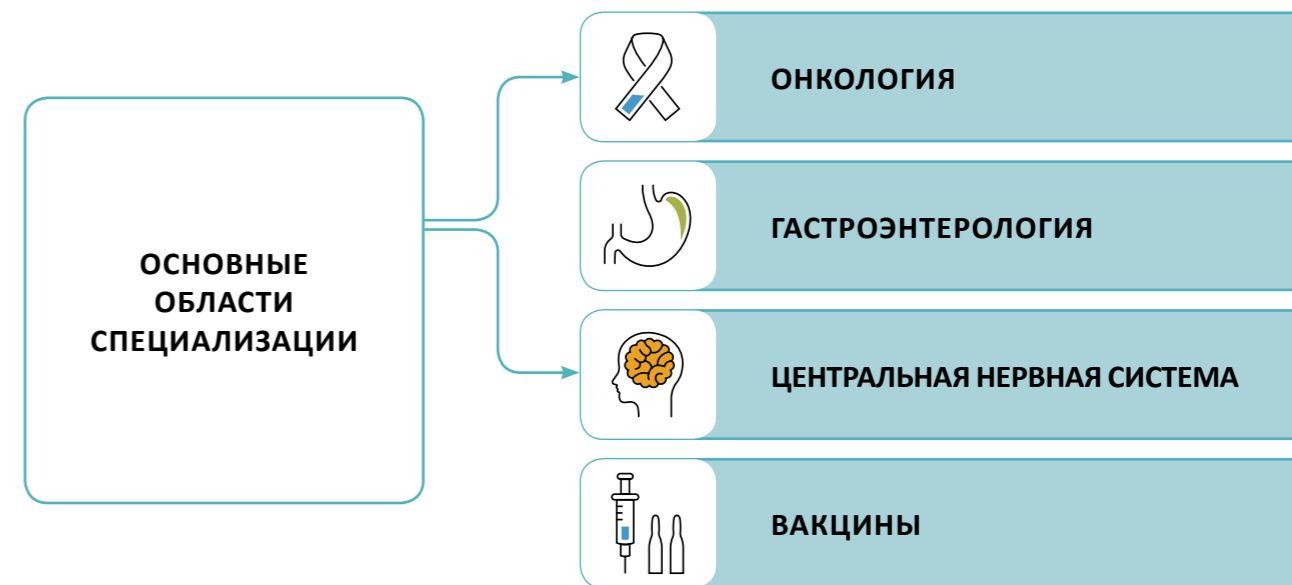 ОСНОВНЫЕ
ОБЛАСТИ
СПЕЦИАЛИЗАЦИИ
ОНКОЛОГИЯ
ГАСТРОЭНТЕРОЛОГИЯ
ЦЕНТРАЛЬНАЯ НЕРВНАЯ СИСТЕМА
ВАКЦИНЫ